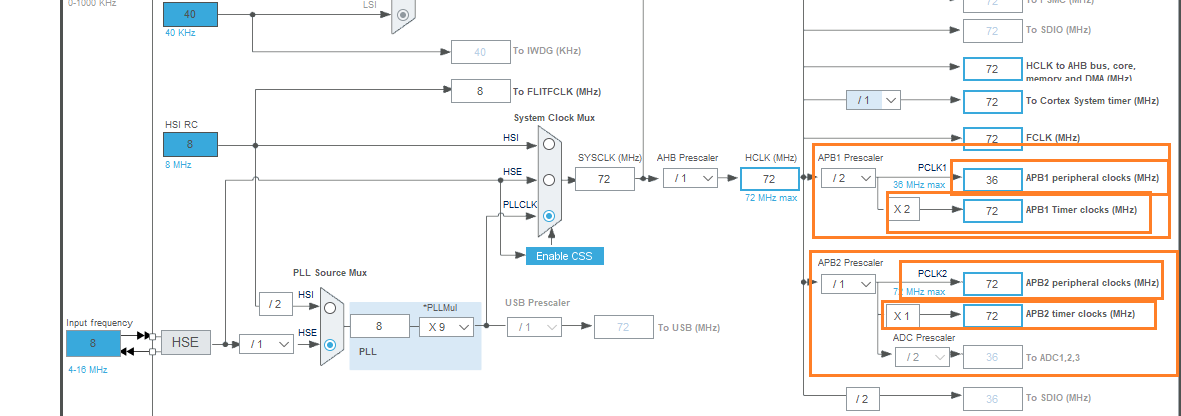 0-1000 KHz
40
40 KHz
LSI
72
72
To SDIO (MHz)
40
To IWDG (KHz)
72
HCLK to AHB bus, core,
memory and DMA (MHz)
8
To FLITFCLK (MHz)
/ 1
72
To Cortex System timer (MHz)
System Clock Mux
HSI RC
8
8 MHz
HSI
72
FCLK (MHz)
SYSCLK (MHz)
AHB Prescaler
HCLK (MHz)
APB1 Prescaler
PCLK1
HSE
72
/ 1
72
/ 2
36
APB1 peripheral clocks (MHz)
36 MHz max
72 MHz max
PLLCLK
X 2
72
APB1 Timer clocks (MHz)
Enable CSS
PLL Source Mux
APB2 Prescaler
PCLK2
/ 1
72
APB2 peripheral clocks (MHz)
72 MHz max
HSI
/ 2
*PLLMul
USB Prescaler
X 1
72
APB2 timer clocks (MHz)
Input frequency
8
4-16 MHz
HSE
/ 1
HSE
8
X 9
PLL
/ 1
72
To USB (MHz)
ADC Prescaler
/ 2
36
To ADC1,2,3
/ 2
36
To SDIO (MHz)